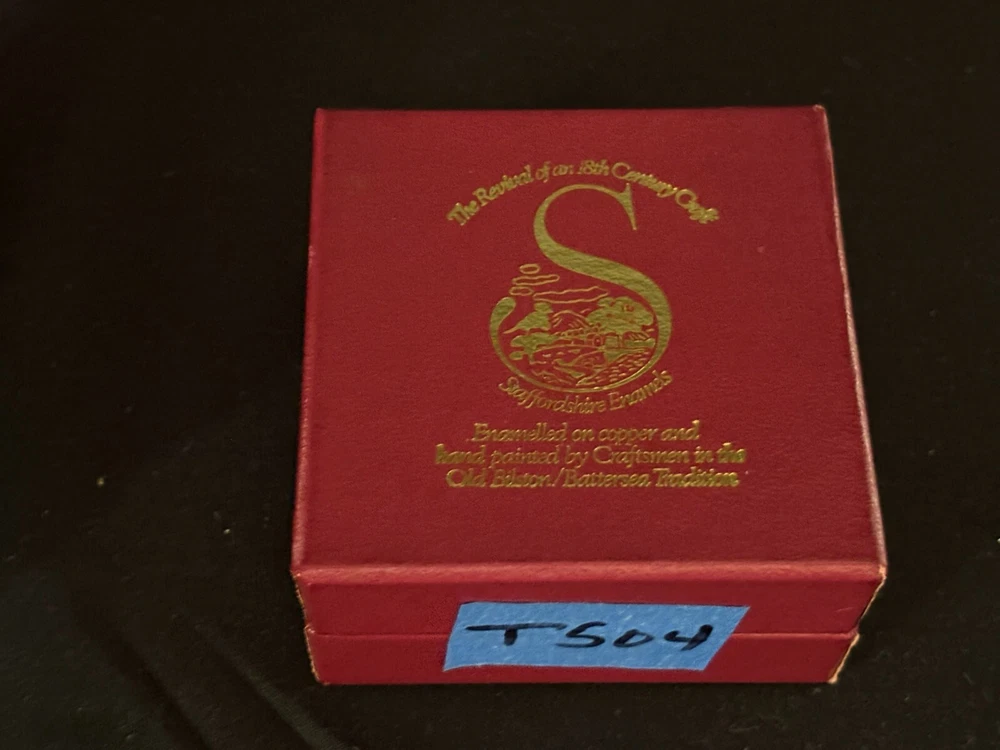 The Revival of an 18th Century Craft
S
Staffordshire Enamels
Enamelled on copper and
hand painted by Craftsmen in the
Old Bilston/Battersea Tradition
T504